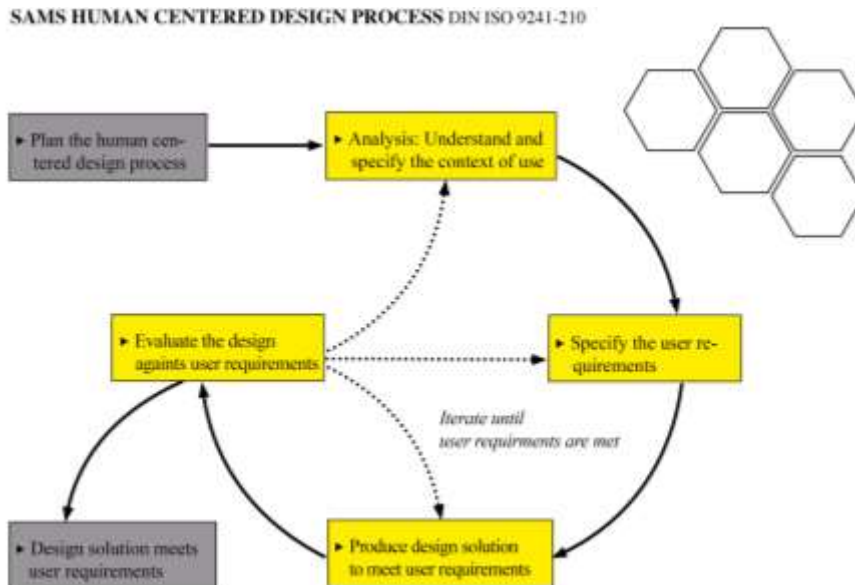 SAMS HUMAN CENTERED DESIGN PROCESS DIN ISO 9241-210
▸ Plan the human cen-
tered design process
▸ Analysis: Understand and
specify the context of use
▸ Evaluate the design
againts user requirements
▸ Specify the user re-
quirements
Iterate until
user requirments are met
▸ Design solution meets
user requirements
▸ Produce design solution
to meet user requirements